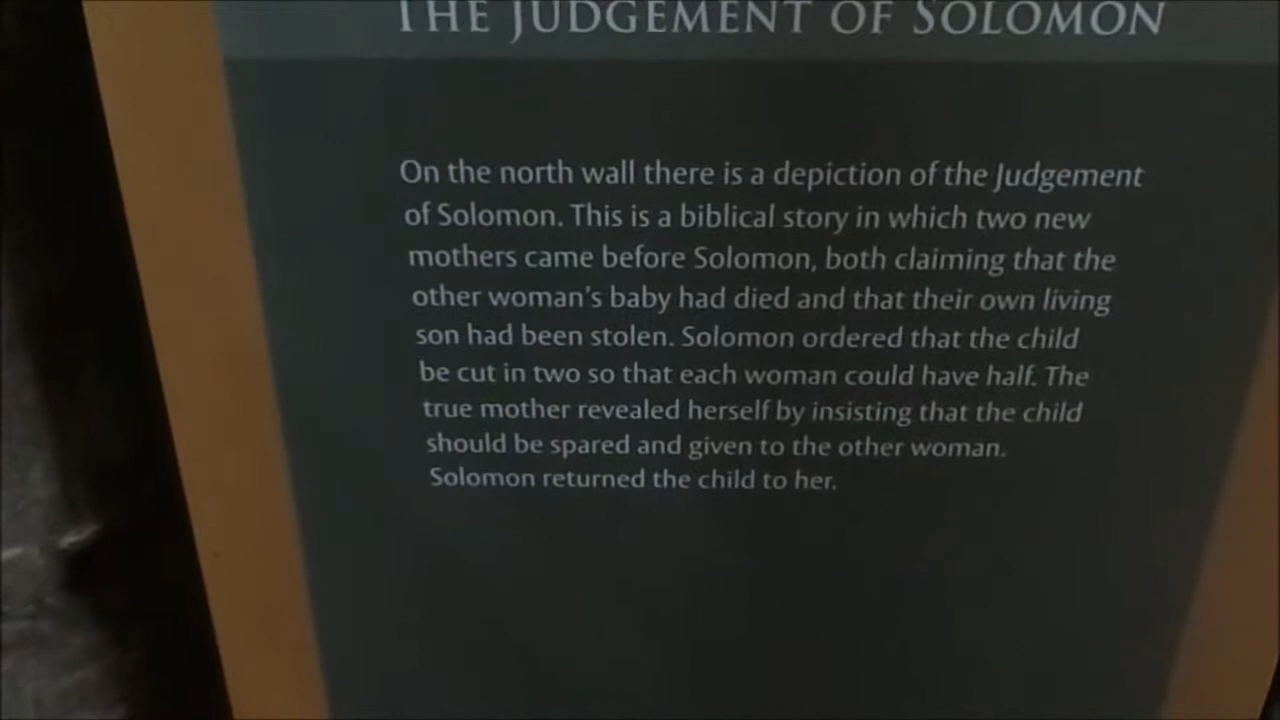 THE JUDGEMENT OF SOLOMON
On the north wall there is a depiction of the Judgement
of Solomon. This is a biblical story in which two new
mothers came before Solomon, both claiming that the
other woman's baby had died and that their own living
son had been stolen. Solomon ordered that the child
be cut in two so that each woman could have half. The
true mother revealed herself by insisting that the child
should be spared and given to the other woman.
Solomon returned the child to her.